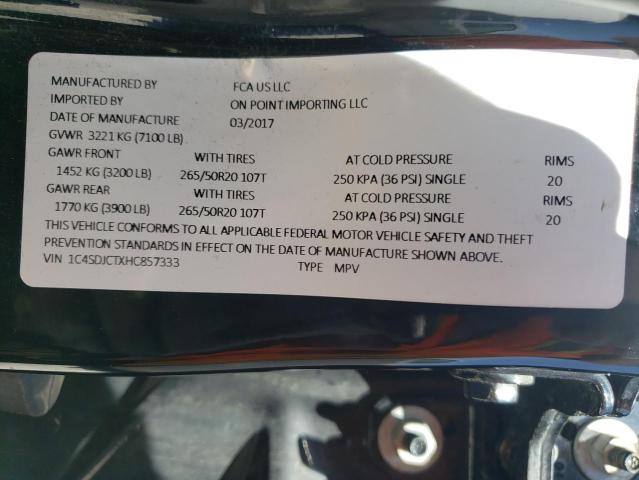 MANUFACTURED BY FCA US LLC
IMPORTED BY ON POINT IMPORTING LLC
DATE OF MANUFACTURE 03/2017
GVWR 3221 KG (7100 LB)
GAWR FRONT WITH TIRES AT COLD PRESSURE RIMS
1452 KG (3200 LB) 265/50R20 107T 250 KPA (36 PSI) SINGLE 20
GAWR REAR WITH TIRES AT COLD PRESSURE RIMS
1770 KG (3900 LB) 265/50R20 107T 250 KPA (36 PSI) SINGLE 20
THIS VEHICLE CONFORMS TO ALL APPLICABLE FEDERAL MOTOR VEHICLE SAFETY AND THEFT
PREVENTION STANDARDS IN EFFECT ON THE DATE OF MANUFACTURE SHOWN ABOVE.
VIN 1C4SDJCTXHC857333 TYPE MPV